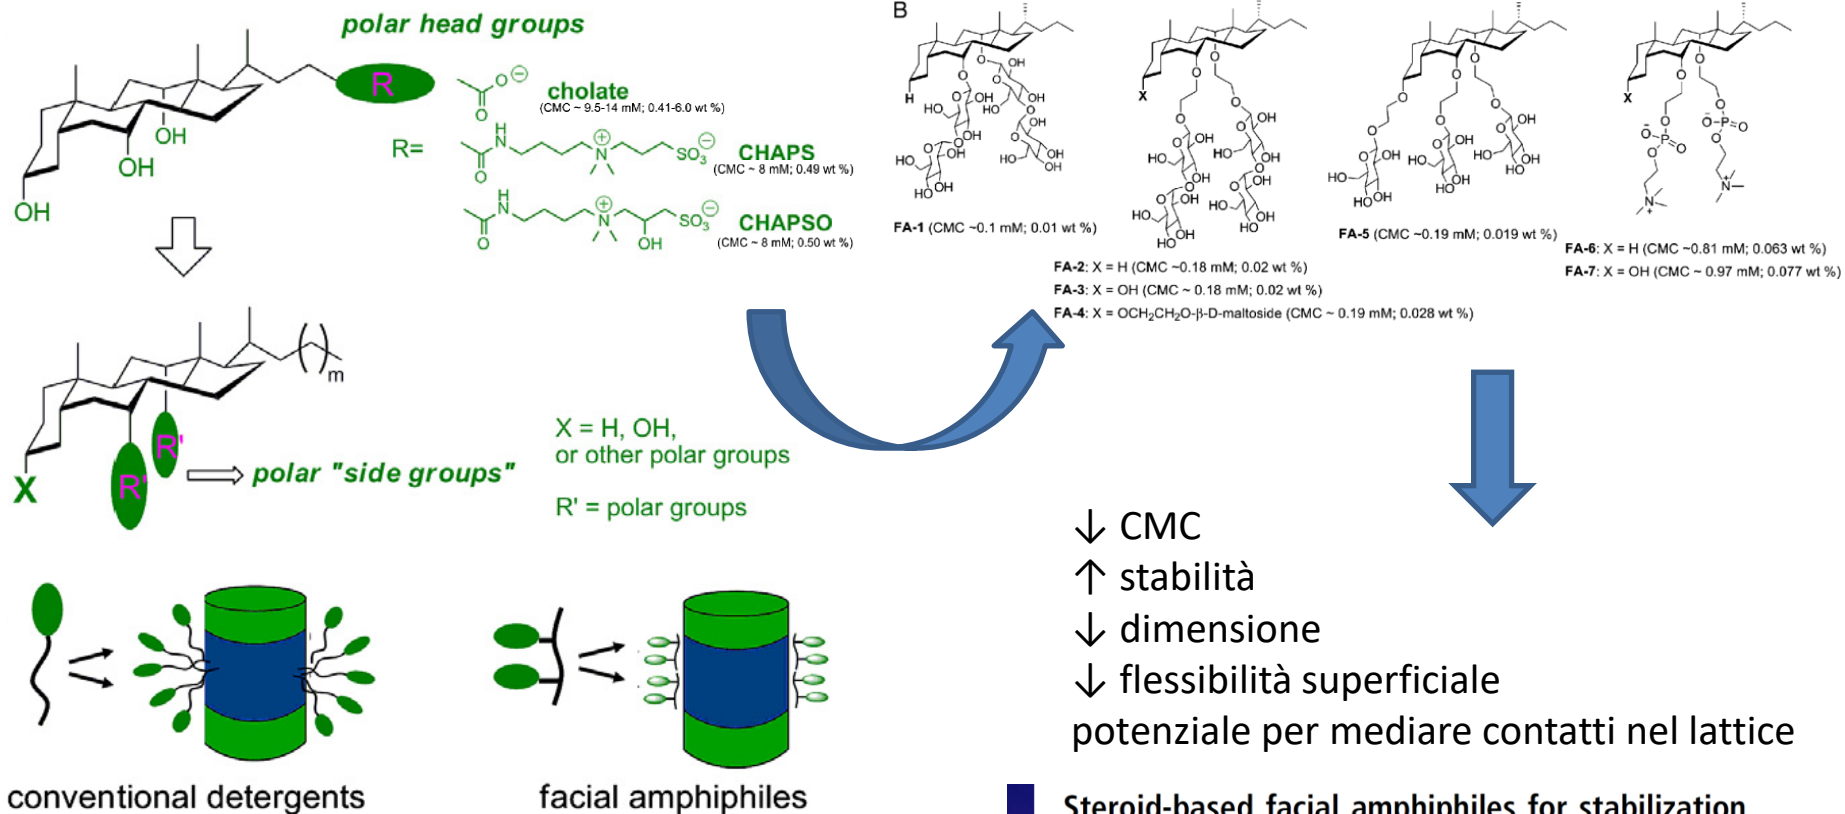 polar head groups
R
cholate
(CMC ~ 9.5-14 mM; 0.41-6.0 wt %)
R=
CHAPS
(CMC ~ 8 mM; 0.49 wt %)
CHAPSO
(CMC ~ 8 mM; 0.50 wt %)
OH
OH
OH
m
R'
R'
X
polar "side groups"
X = H, OH,
or other polar groups
R' = polar groups
conventional detergents
facial amphiphiles
B
FA-1 (CMC ~0.1 mM; 0.01 wt %)
FA-2: X = H (CMC ~0.18 mM; 0.02 wt %)
FA-3: X = OH (CMC ~ 0.18 mM; 0.02 wt %)
FA-4: X = OCH₂CH₂O-β-D-maltoside (CMC ~ 0.19 mM; 0.028 wt %)
FA-5 (CMC ~0.19 mM; 0.019 wt %)
FA-6: X = H (CMC ~0.81 mM; 0.063 wt %)
FA-7: X = OH (CMC ~ 0.97 mM; 0.077 wt %)
↓ CMC
↑ stabilità
↓ dimensione
↓ flessibilità superficiale
potenziale per mediare contatti nel lattice
Steroid-based facial amphiphiles for stabilization